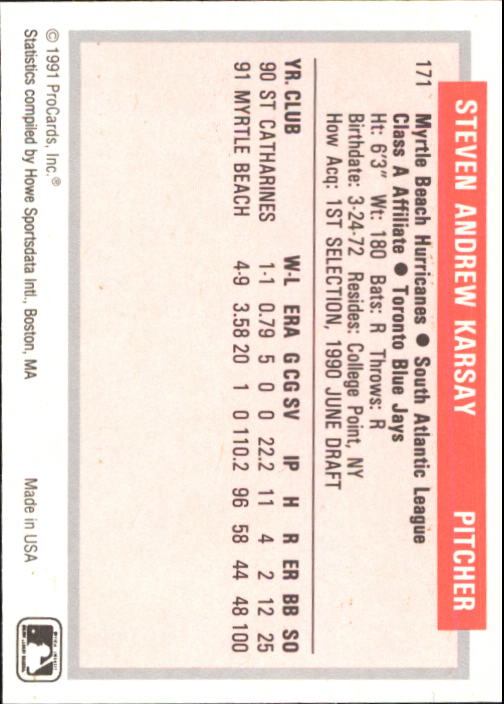 STEVEN ANDREW KARSAY PITCHER
171 Myrtle Beach Hurricanes ● South Atlantic League
Class A Affiliate ● Toronto Blue Jays
Ht: 6'3" Wt: 180 Bats: R Throws: R
Birthdate: 3-24-72 Resides: College Point, NY
How Acq: 1ST SELECTION, 1990 JUNE DRAFT
YR. CLUB W-L ERA G CG SV IP H R ER BB SO
90 ST CATHARINES 1-1 0.79 5 0 0 22.2 11 4 2 12 25
91 MYRTLE BEACH 4-9 3.58 20 1 0 110.2 96 58 44 48 100
© 1991 ProCards, Inc.® Made in USA
Statistics compiled by Howe Sportsdata Intl., Boston, MA